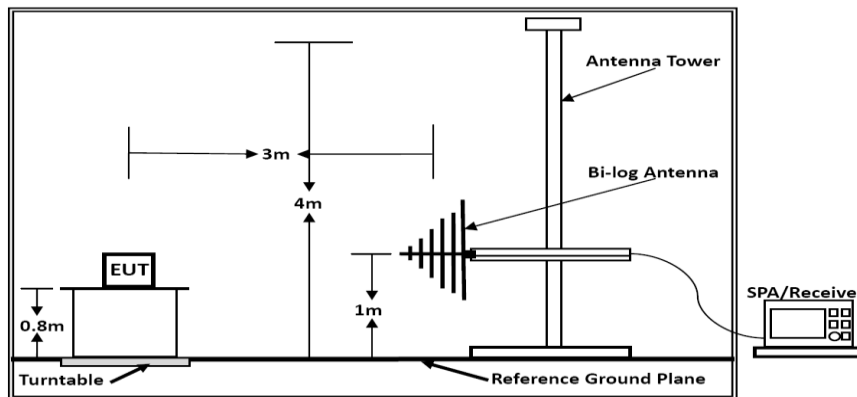 Antenna Tower
3m
Bi-log Antenna
4m
EUT
1m
0.8m
SPA/Receive
Turntable
Reference Ground Plane